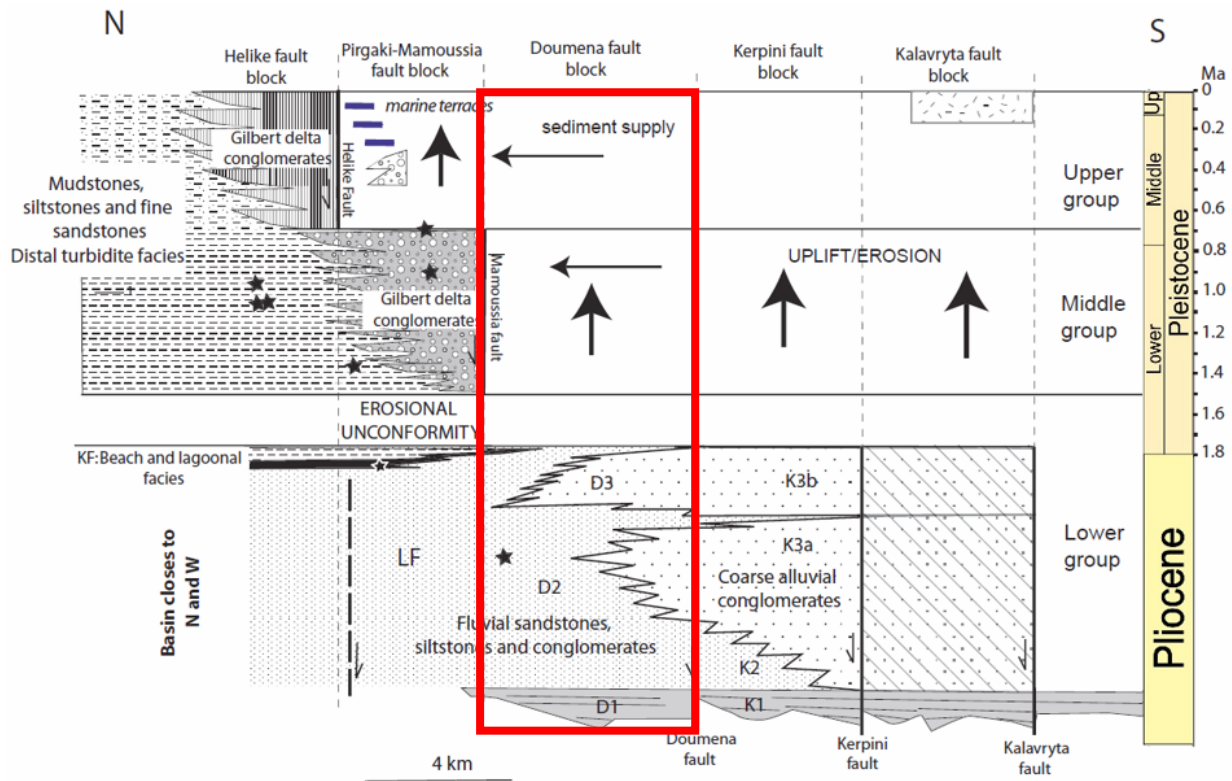 N
S
Helike fault
block
Pirgaki-Mamoussia
fault block
Doumena fault
block
Kerpini fault
block
Kalavryta fault
block
Ma
marine terraces
sediment supply
Gilbert delta
conglomerates
Helike Fault
Mudstones,
siltstones and fine
sandstones
Distal turbidite facies
Upper
group
UPLIFT/EROSION
Gilbert delta
conglomerates
Mamoussia fault
Middle
group
EROSIONAL
UNCONFORMITY
KF:Beach and lagoonal
facies
D3
K3b
LF
K3a
D2
Coarse alluvial
conglomerates
Lower
group
Fluvial sandstones,
siltstones and conglomerates
K2
D1
K1
Basin closes to
N and W
Doumena
fault
Kerpini
fault
Kalavryta
fault
4 km
Up
Middle
Lower
Pleistocene
Pliocene
0
0.2
0.4
0.6
0.8
1.0
1.2
1.4
1.6
1.8